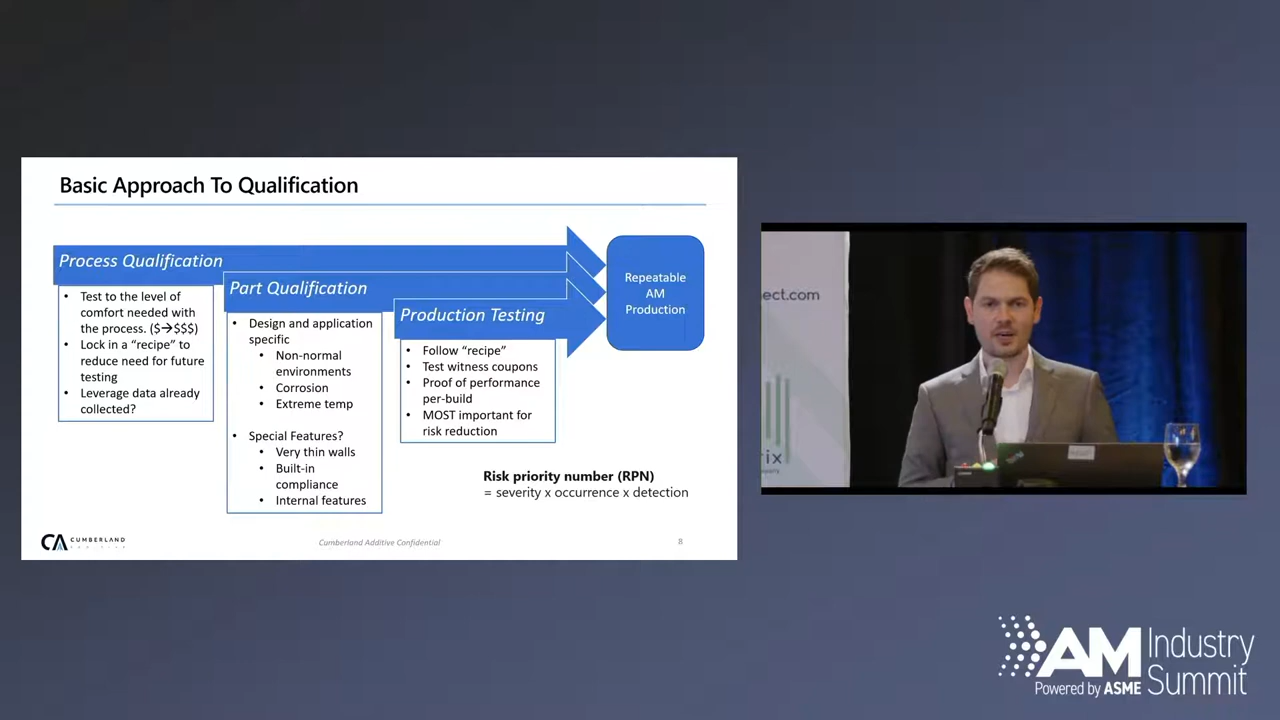 Basic Approach To Qualification
Process Qualification
• Test to the level of
comfort needed with
the process. ($→$$$)
• Lock in a “recipe” to
reduce need for future
testing
• Leverage data already
collected?
Part Qualification
• Design and application
specific
• Non-normal
environments
• Corrosion
• Extreme temp
• Special Features?
• Very thin walls
• Built-in
compliance
• Internal features
Production Testing
• Follow “recipe”
• Test witness coupons
• Proof of performance
per-build
• MOST important for
risk reduction
Repeatable
AM
Production
Risk priority number (RPN)
= severity x occurrence x detection
CA CUMBERLAND
Cumberland Additive Confidential
8
ect.com
rix
AM Industry
Summit
Powered by ASME